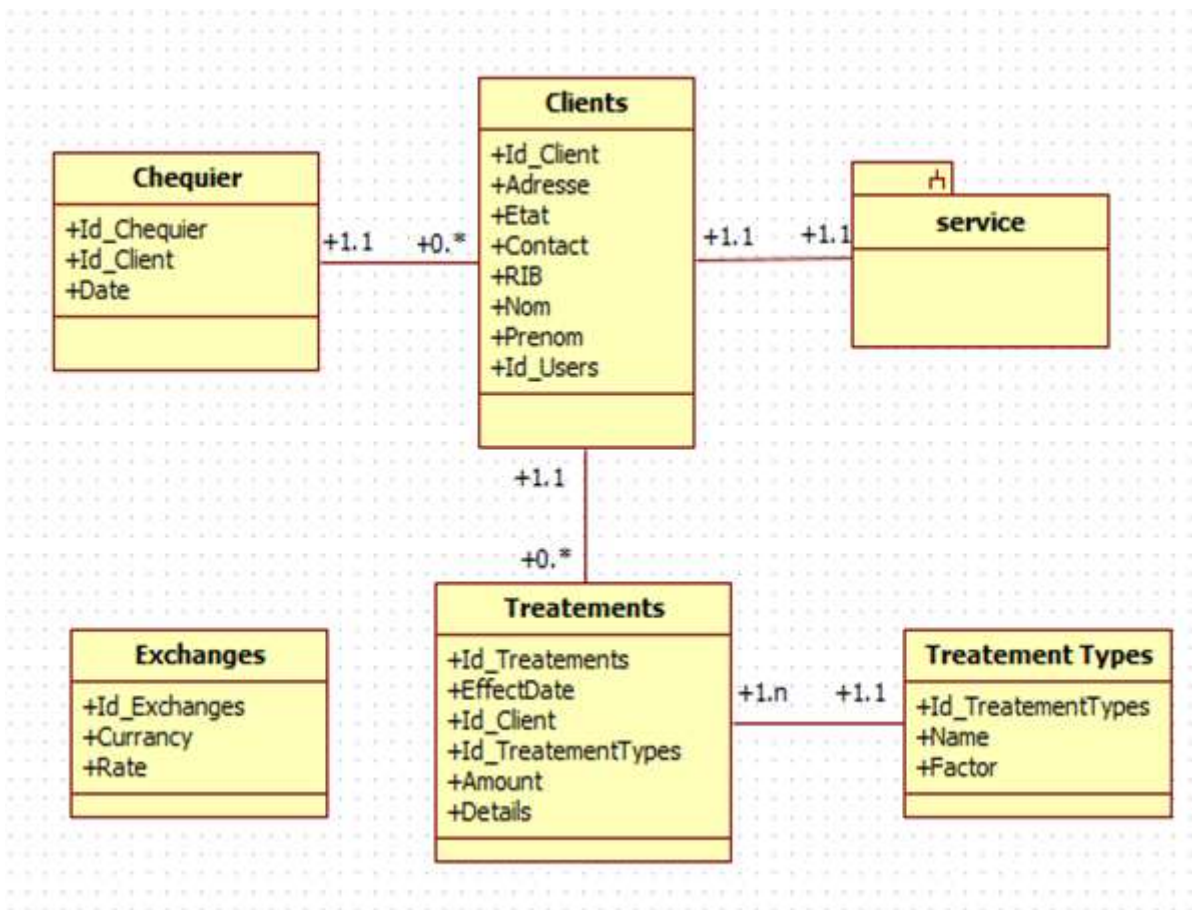 Clients
+Id_Client
+Adresse
+Etat
+Contact
+RIB
+Nom
+Prenom
+Id_Users
Chequier
+Id_Chequier
+Id_Client
+Date
+1.1
+0.*
+1.1
+1.1
service
+1.1
+0.*
Exchanges
+Id_Exchanges
+Currancy
+Rate
Treatements
+Id_Treatements
+EffectDate
+Id_Client
+Id_TreatementTypes
+Amount
+Details
+1.n
+1.1
Treatement Types
+Id_TreatementTypes
+Name
+Factor